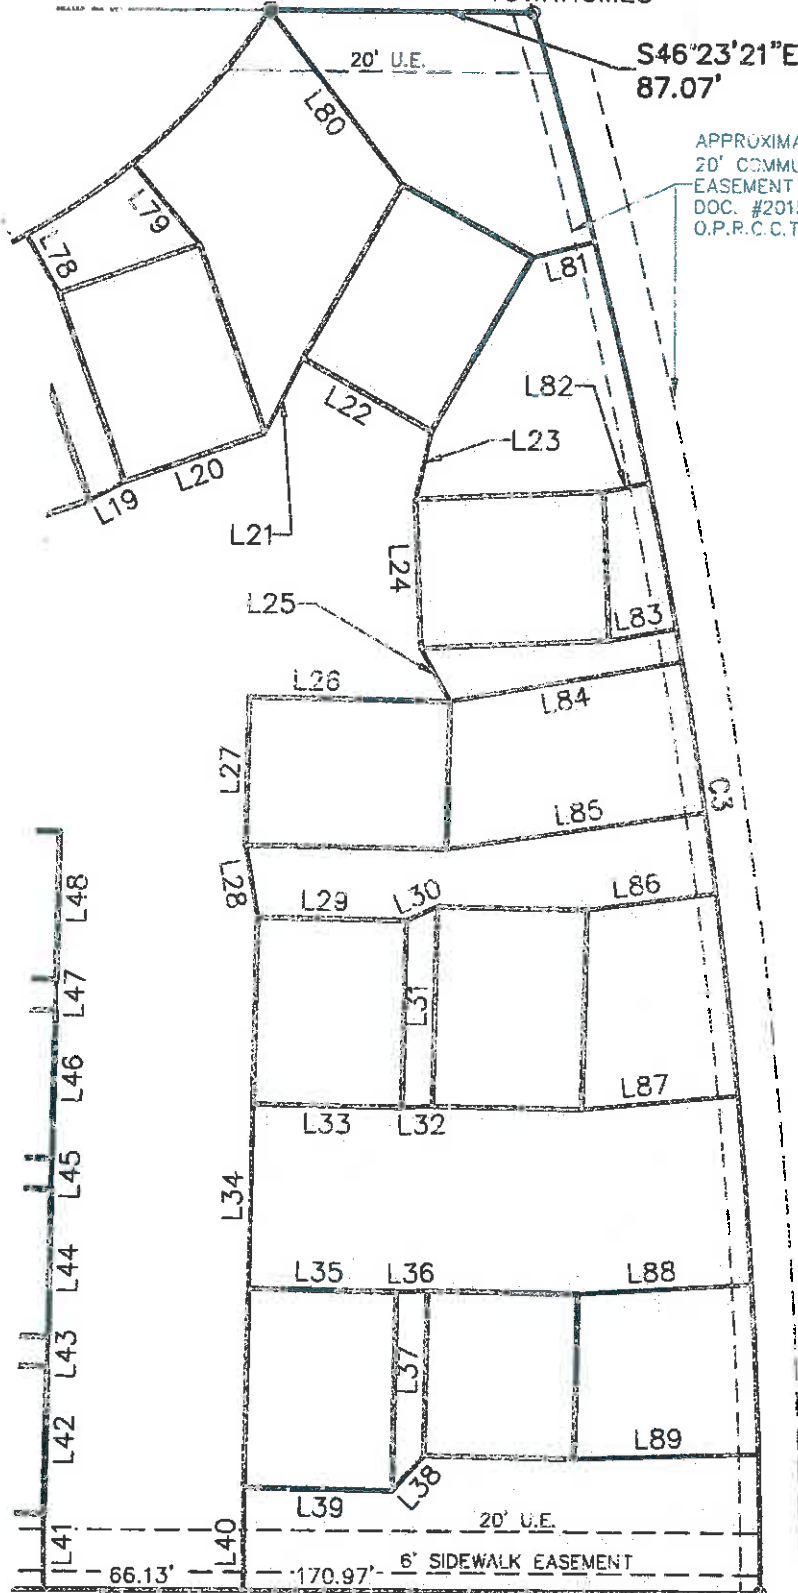 20' U.E.
S46°23'21"E
87.07'
L80
APPROXIMA
20' COMMU
EASEMENT
DOC. #201
O.P.R.C.C.T
L79
L78
L81
L82
L22
L23
L20
L19
L21
L24
L25
L83
L26
L84
L27
C3
L85
L28
L48
L29
L30
L86
L47
L31
L46
L87
L33
L32
L45
L34
L44
L35
L36
L88
L43
L37
L42
L89
L38
L39
L41
L40
20' U.E.
6' SIDEWALK EASEMENT
66.13'
170.97'